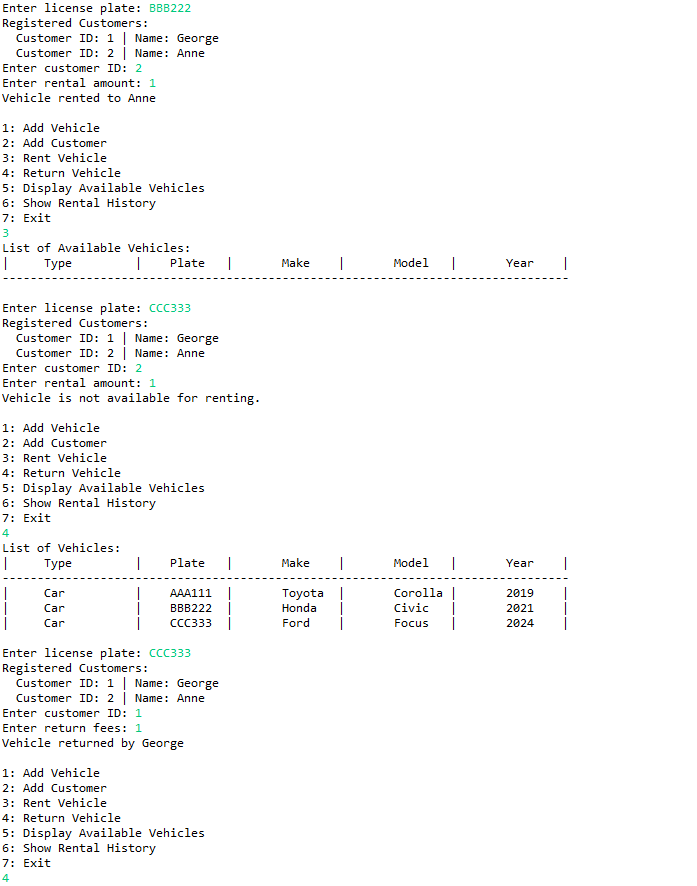 Enter license plate: BBB222
Registered Customers:
  Customer ID: 1 | Name: George
  Customer ID: 2 | Name: Anne
Enter customer ID: 2
Enter rental amount: 1
Vehicle rented to Anne

1: Add Vehicle
2: Add Customer
3: Rent Vehicle
4: Return Vehicle
5: Display Available Vehicles
6: Show Rental History
7: Exit
3
List of Available Vehicles:
|     Type         |    Plate   |       Make    |       Model   |       Year    |
---------------------------------------------------------------------------------

Enter license plate: CCC333
Registered Customers:
  Customer ID: 1 | Name: George
  Customer ID: 2 | Name: Anne
Enter customer ID: 2
Enter rental amount: 1
Vehicle is not available for renting.

1: Add Vehicle
2: Add Customer
3: Rent Vehicle
4: Return Vehicle
5: Display Available Vehicles
6: Show Rental History
7: Exit
4
List of Vehicles:
|     Type         |    Plate   |       Make    |       Model   |       Year    |
---------------------------------------------------------------------------------
|     Car          |    AAA111  |       Toyota  |       Corolla |       2019    |
|     Car          |    BBB222  |       Honda   |       Civic   |       2021    |
|     Car          |    CCC333  |       Ford    |       Focus   |       2024    |

Enter license plate: CCC333
Registered Customers:
  Customer ID: 1 | Name: George
  Customer ID: 2 | Name: Anne
Enter customer ID: 1
Enter return fees: 1
Vehicle returned by George

1: Add Vehicle
2: Add Customer
3: Rent Vehicle
4: Return Vehicle
5: Display Available Vehicles
6: Show Rental History
7: Exit
4